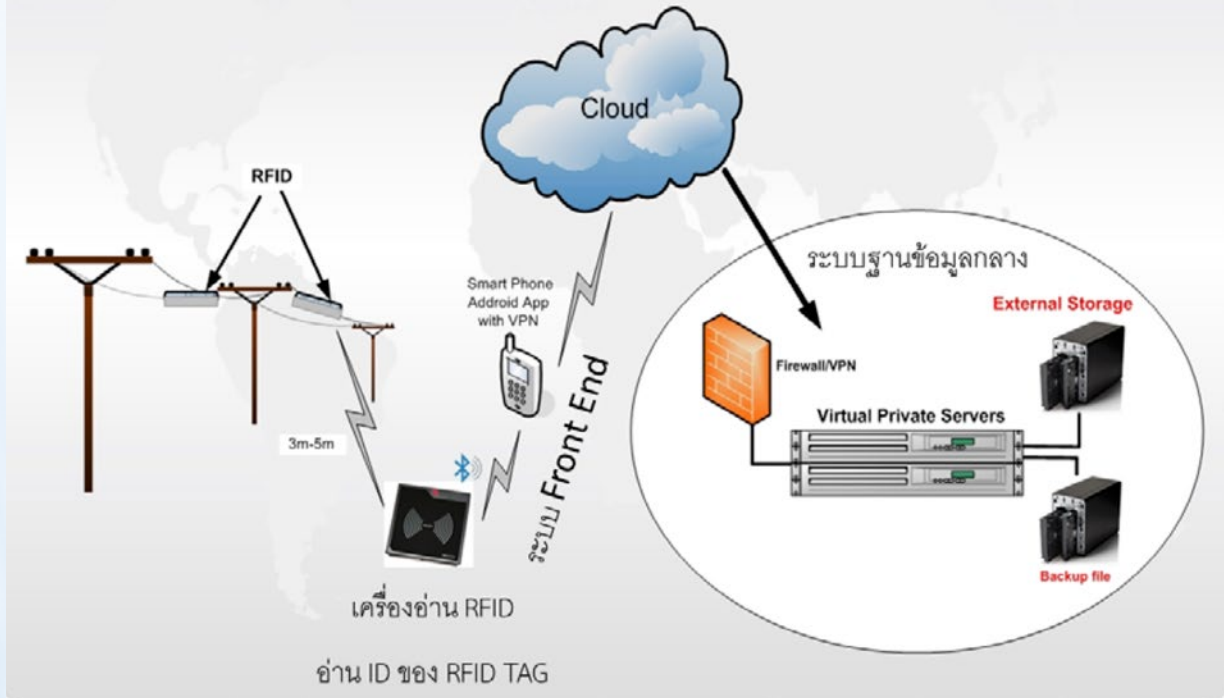 Cloud
RFID
ระบบฐานข้อมูลกลาง
Smart Phone
Addroid App
with VPN
External Storage
Firewall/VPN
Virtual Private Servers
3m-5m
ระบบ Front End
Backup file
เครื่องอ่าน RFID
อ่าน ID ของ RFID TAG